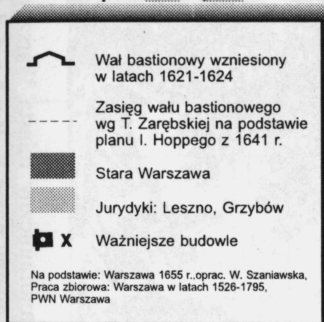 Wał bastionowy wzniesiony
w latach 1621-1624
Zasięg wału bastionowego
wg T. Zarębskiej na podstawie
planu I. Hoppego z 1641 r.
Stara Warszawa
Jurydyki: Leszno, Grzybów
X Ważniejsze budowle
Na podstawie: Warszawa 1655 r.,oprac. W. Szaniawska,
Praca zbiorowa: Warszawa w latach 1526-1795,
PWN Warszawa